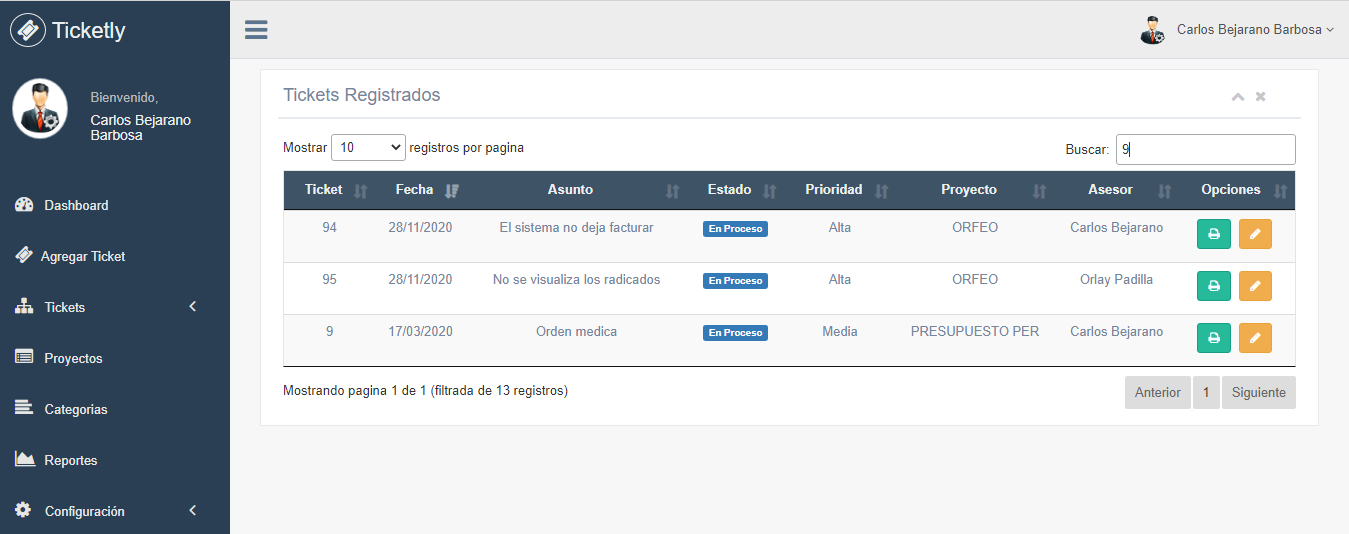 Ticketly
Carlos Bejarano Barbosa
Bienvenido,
Carlos Bejarano
Barbosa
Dashboard
Agregar Ticket
Tickets
Proyectos
Categorias
Reportes
Configuración
Tickets Registrados
Mostrar 10 registros por pagina
Buscar: 9
Ticket Fecha Asunto Estado Prioridad Proyecto Asesor Opciones
94 28/11/2020 El sistema no deja facturar En Proceso Alta ORFEO Carlos Bejarano
95 28/11/2020 No se visualiza los radicados En Proceso Alta ORFEO Orlay Padilla
9 17/03/2020 Orden medica En Proceso Media PRESUPUESTO PER Carlos Bejarano
Mostrando pagina 1 de 1 (filtrada de 13 registros)
Anterior 1 Siguiente